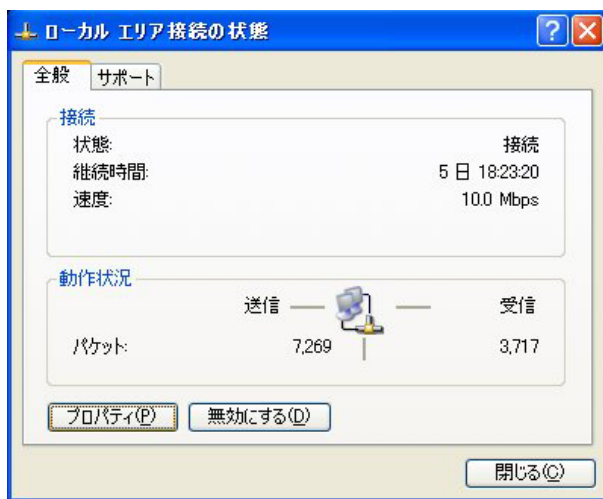 ローカル エリア接続の状態
全般 サポート
接続
状態: 接続
継続時間: 5 日 18:23:20
速度: 10.0 Mbps
動作状況
送信 受信
パケット: 7,269 3,717
プロパティ(P) 無効にする(D)
閉じる(C)